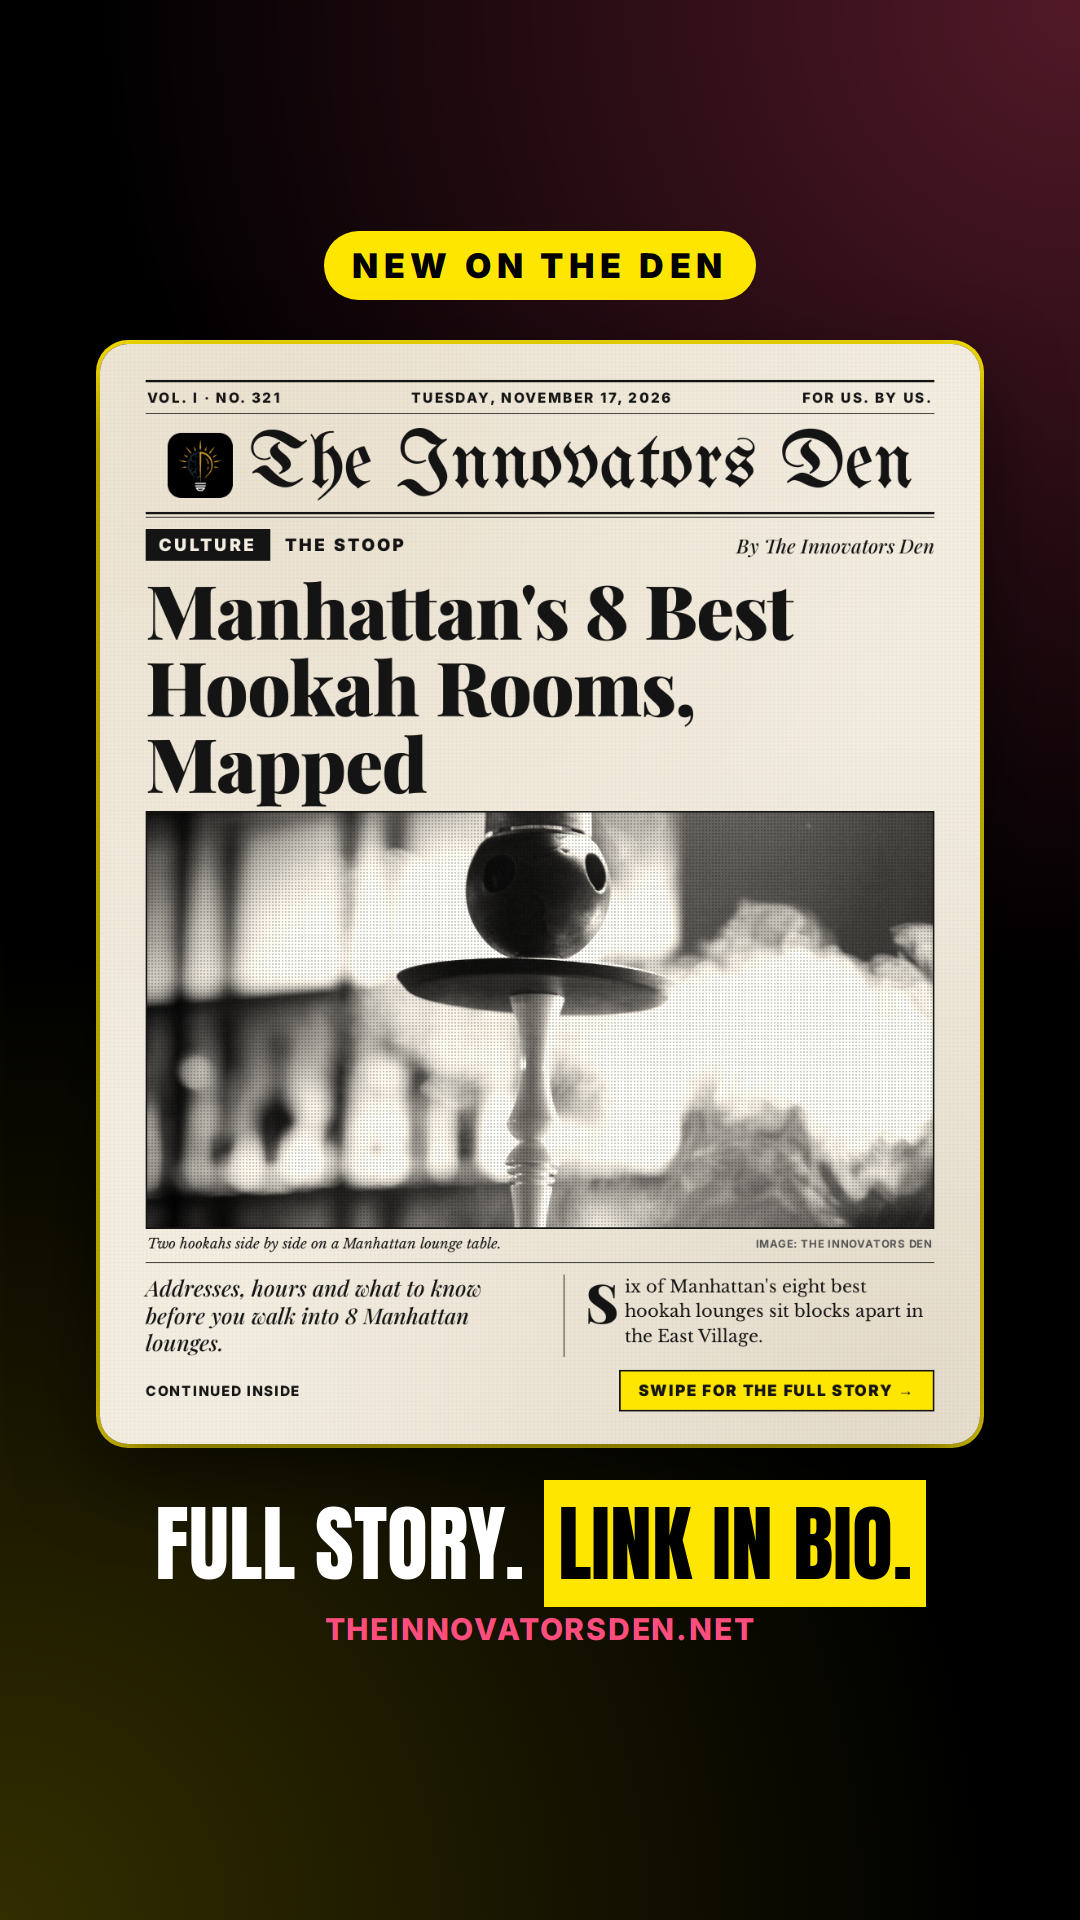 NEW ON THE DEN
VOL. I · NO. 321
TUESDAY, NOVEMBER 17, 2026
FOR US. BY US.
The Innovators Den
CULTURE
THE STOOP
By The Innovators Den
Manhattan's 8 Best
Hookah Rooms,
Mapped
Two hookahs side by side on a Manhattan lounge table.
IMAGE: THE INNOVATORS DEN
Addresses, hours and what to know
before you walk into 8 Manhattan
lounges.
Six of Manhattan's eight best
hookah lounges sit blocks apart in
the East Village.
CONTINUED INSIDE
SWIPE FOR THE FULL STORY →
FULL STORY. LINK IN BIO.
THEINNOVATORSDEN.NET